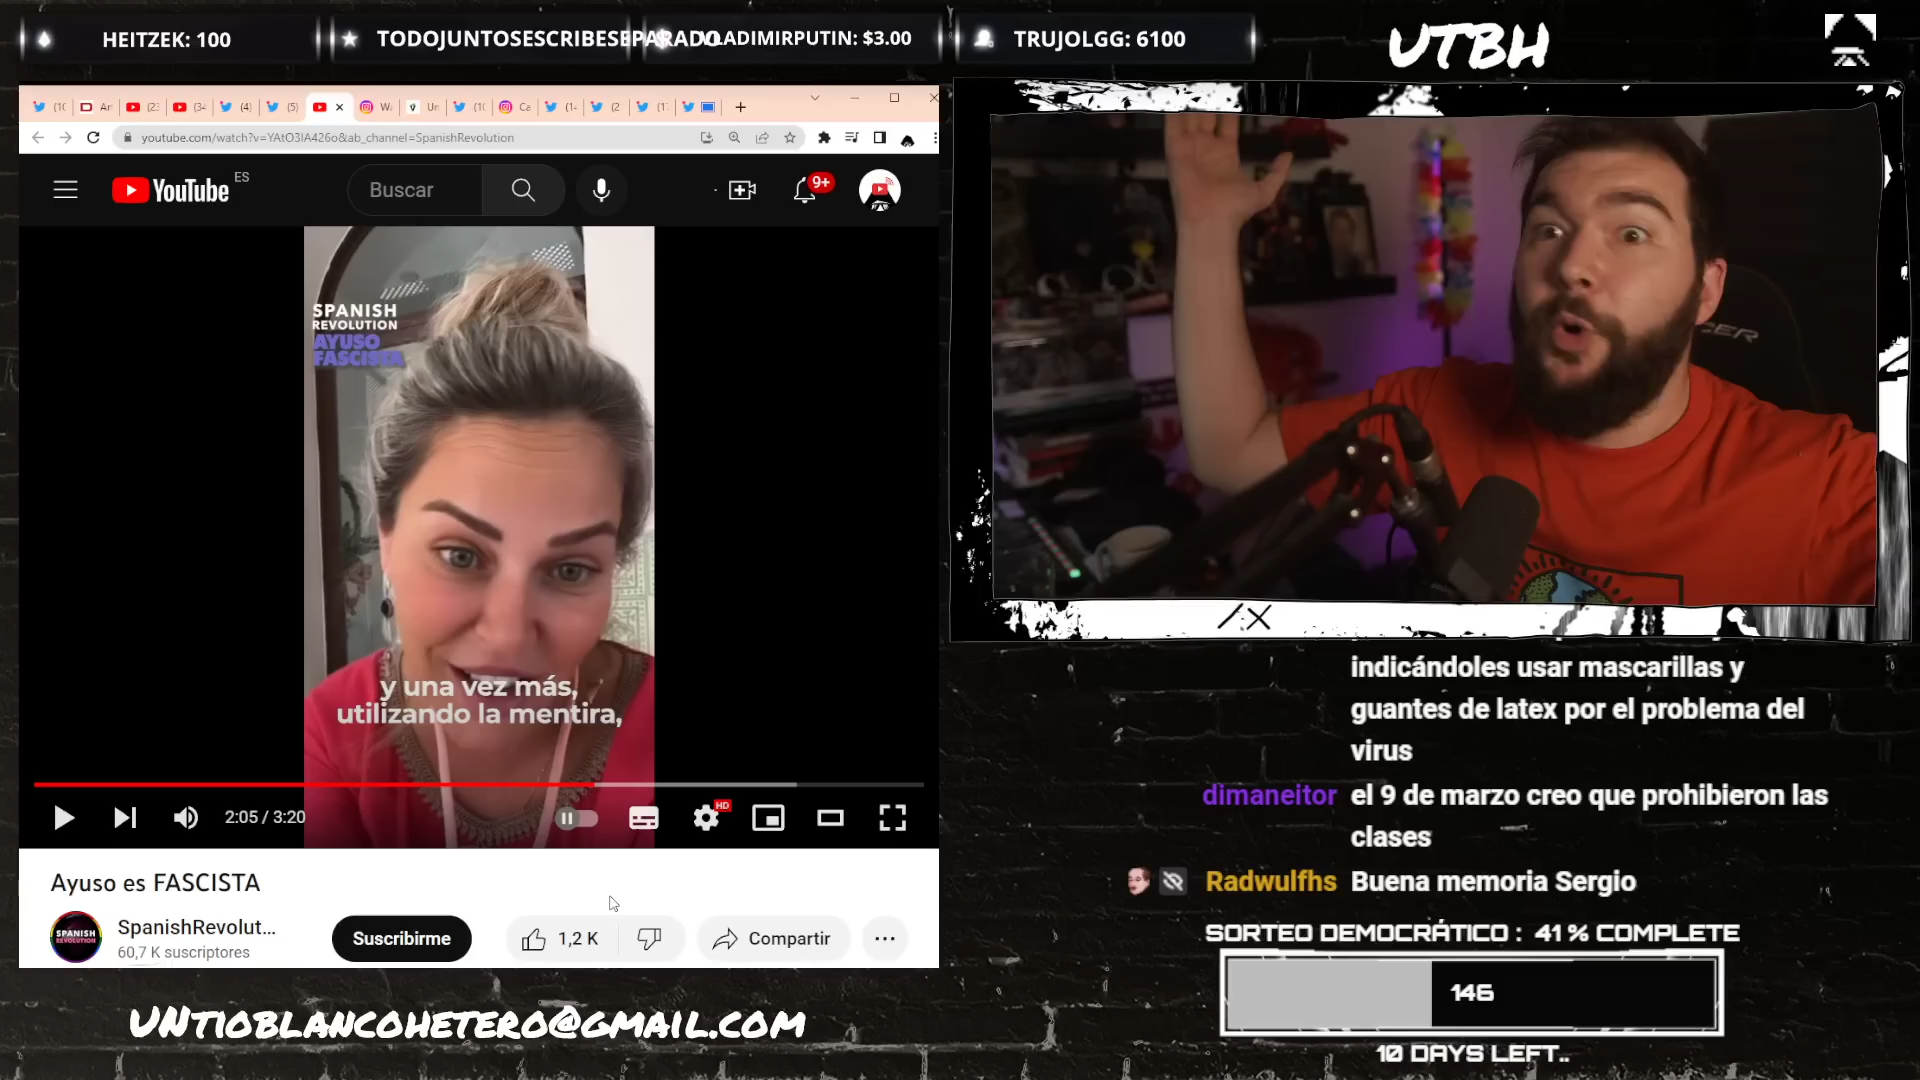 HEITZEK: 100
TODOJUNTOSESCRIBESEPARADO
VLADIMIRPUTIN: $3.00
TRUJOLGG: 6100
UTBH
youtube.com/watch?v=YAtO3IA426o&ab_channel=SpanishRevolution
YouTube ES
Buscar
9+
SPANISH
REVOLUTION
AYUSO
FASCISTA
y una vez más,
utilizando la mentira,
2:05 / 3:20
HD
Ayuso es FASCISTA
SPANISH
REVOLUTION
SpanishRevolut...
60,7 K suscriptores
Suscribirme
1,2 K
Compartir
UNTIOBLANCOHETERO@GMAIL.COM
indicándoles usar mascarillas y
guantes de latex por el problema del
virus
dimaneitor el 9 de marzo creo que prohibieron las
clases
Radwulfhs Buena memoria Sergio
SORTEO DEMOCRÁTICO : 41% COMPLETE
146
10 DAYS LEFT..